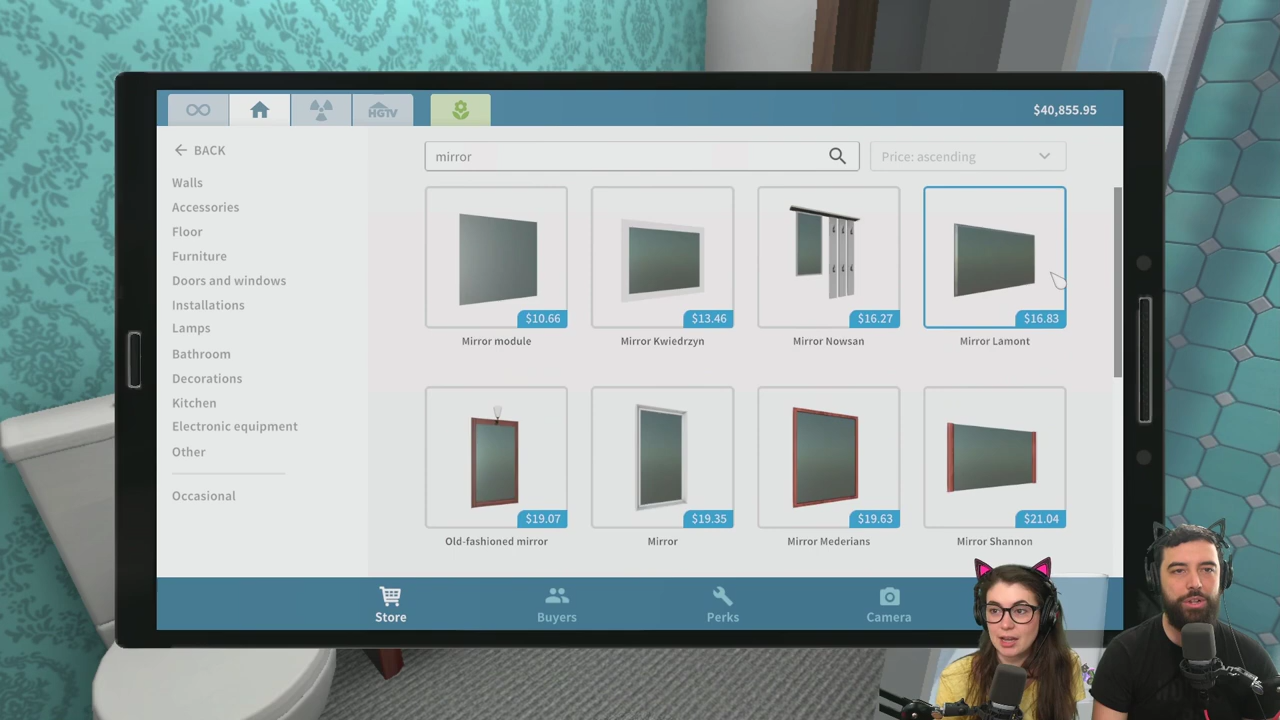 HGTV
$40,855.95
BACK
mirror
Price: ascending
Walls
Accessories
Floor
Furniture
Doors and windows
Installations
Lamps
Bathroom
Decorations
Kitchen
Electronic equipment
Other
Occasional
$10.66
$13.46
$16.27
$16.83
Mirror module
Mirror Kwiedrzyn
Mirror Nowsan
Mirror Lamont
$19.07
$19.35
$19.63
$21.04
Old-fashioned mirror
Mirror
Mirror Mederians
Mirror Shannon
Store
Buyers
Perks
Camera